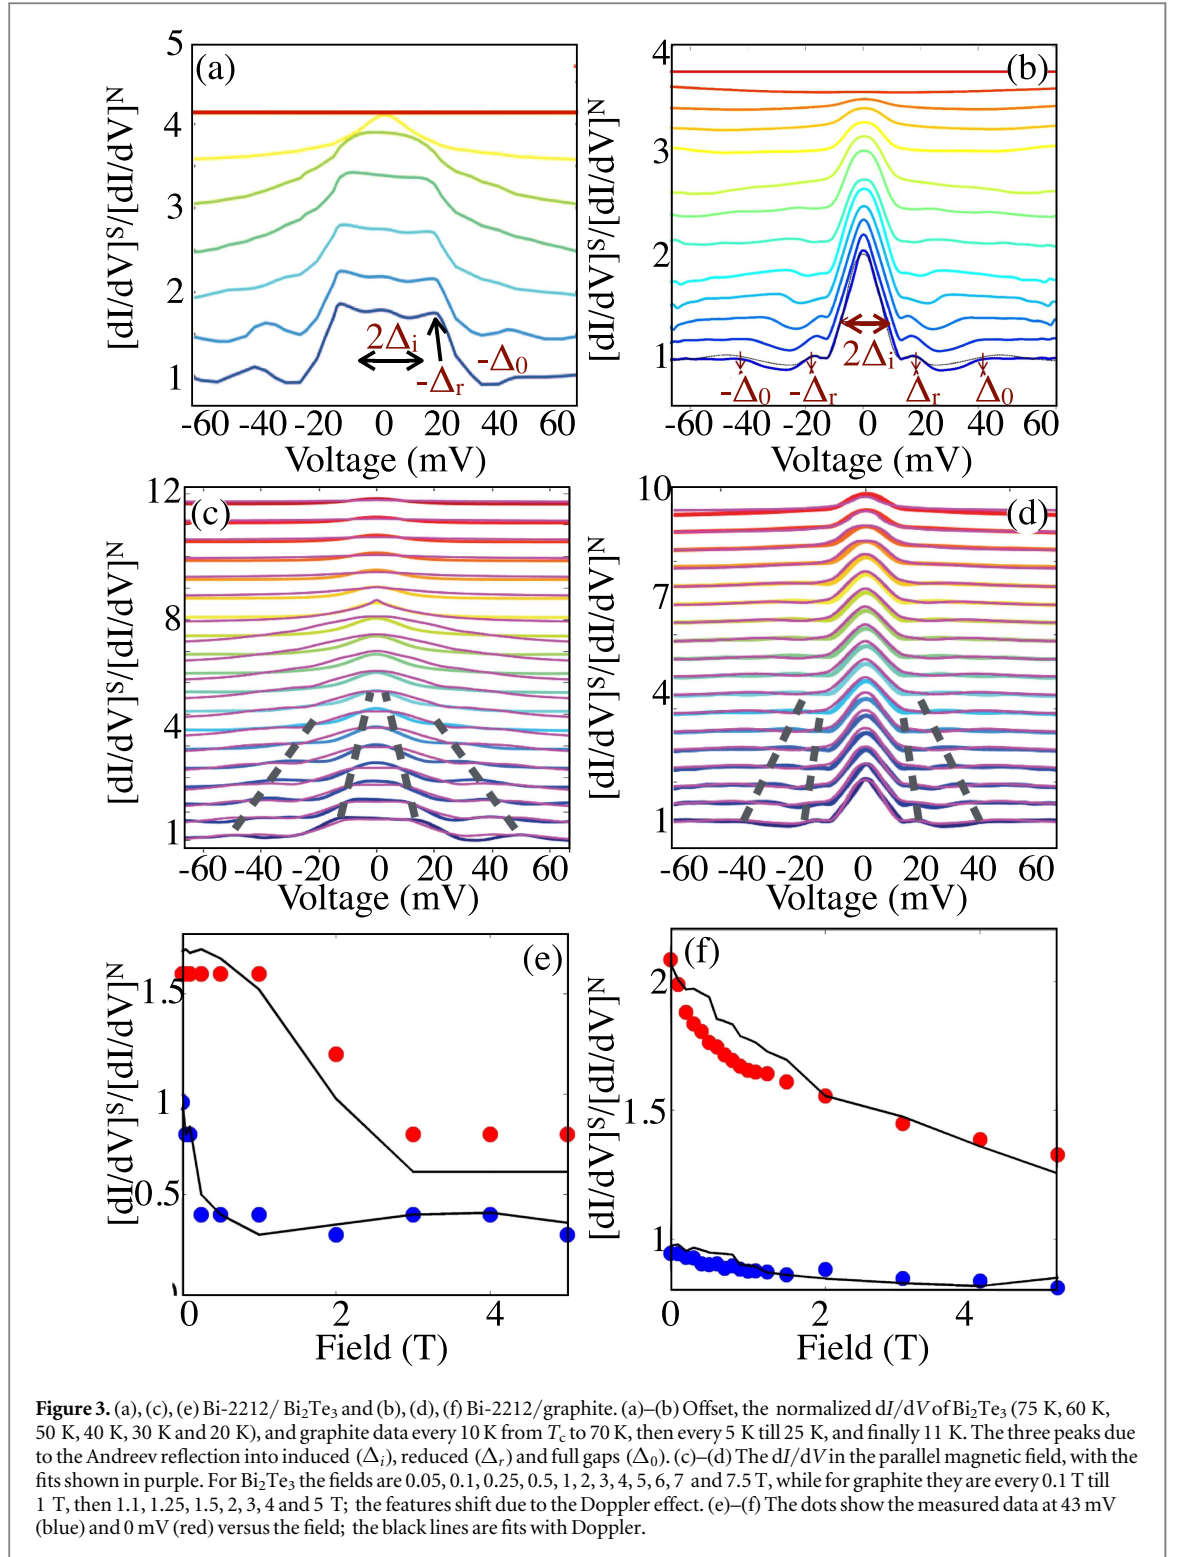 (a)
5
4
3
2
1
[dI/dV]ᔆ/[dI/dV]ᴺ
2Δi
-Δr
-Δ0
-60 -40 -20 0 20 40 60
Voltage (mV)
(b)
4
3
2
1
[dI/dV]ᔆ/[dI/dV]ᴺ
2Δi
-Δ0 -Δr Δr Δ0
-60 -40 -20 0 20 40 60
Voltage (mV)
(c)
12
8
4
1
[dI/dV]ᔆ/[dI/dV]ᴺ
-60 -40 -20 0 20 40 60
Voltage (mV)
(d)
10
7
4
1
[dI/dV]ᔆ/[dI/dV]ᴺ
-60 -40 -20 0 20 40 60
Voltage (mV)
(e)
1.5
1
0.5
[dI/dV]ᔆ/[dI/dV]ᴺ
0 2 4
Field (T)
(f)
2
1.5
1
[dI/dV]ᔆ/[dI/dV]ᴺ
0 2 4
Field (T)
Figure 3. (a), (c), (e) Bi-2212/ Bi₂Te₃ and (b), (d), (f) Bi-2212/graphite. (a)–(b) Offset, the normalized dI/dV of Bi₂Te₃ (75 K, 60 K,
50 K, 40 K, 30 K and 20 K), and graphite data every 10 K from Tc to 70 K, then every 5 K till 25 K, and finally 11 K. The three peaks due
to the Andreev reflection into induced (Δi), reduced (Δr) and full gaps (Δ0). (c)–(d) The dI/dV in the parallel magnetic field, with the
fits shown in purple. For Bi₂Te₃ the fields are 0.05, 0.1, 0.25, 0.5, 1, 2, 3, 4, 5, 6,7 and 7.5 T, while for graphite they are every 0.1 T till
1 T, then 1.1, 1.25, 1.5, 2, 3, 4 and 5 T; the features shift due to the Doppler effect. (e)–(f) The dots show the measured data at 43 mV
(blue) and 0 mV (red) versus the field; the black lines are fits with Doppler.